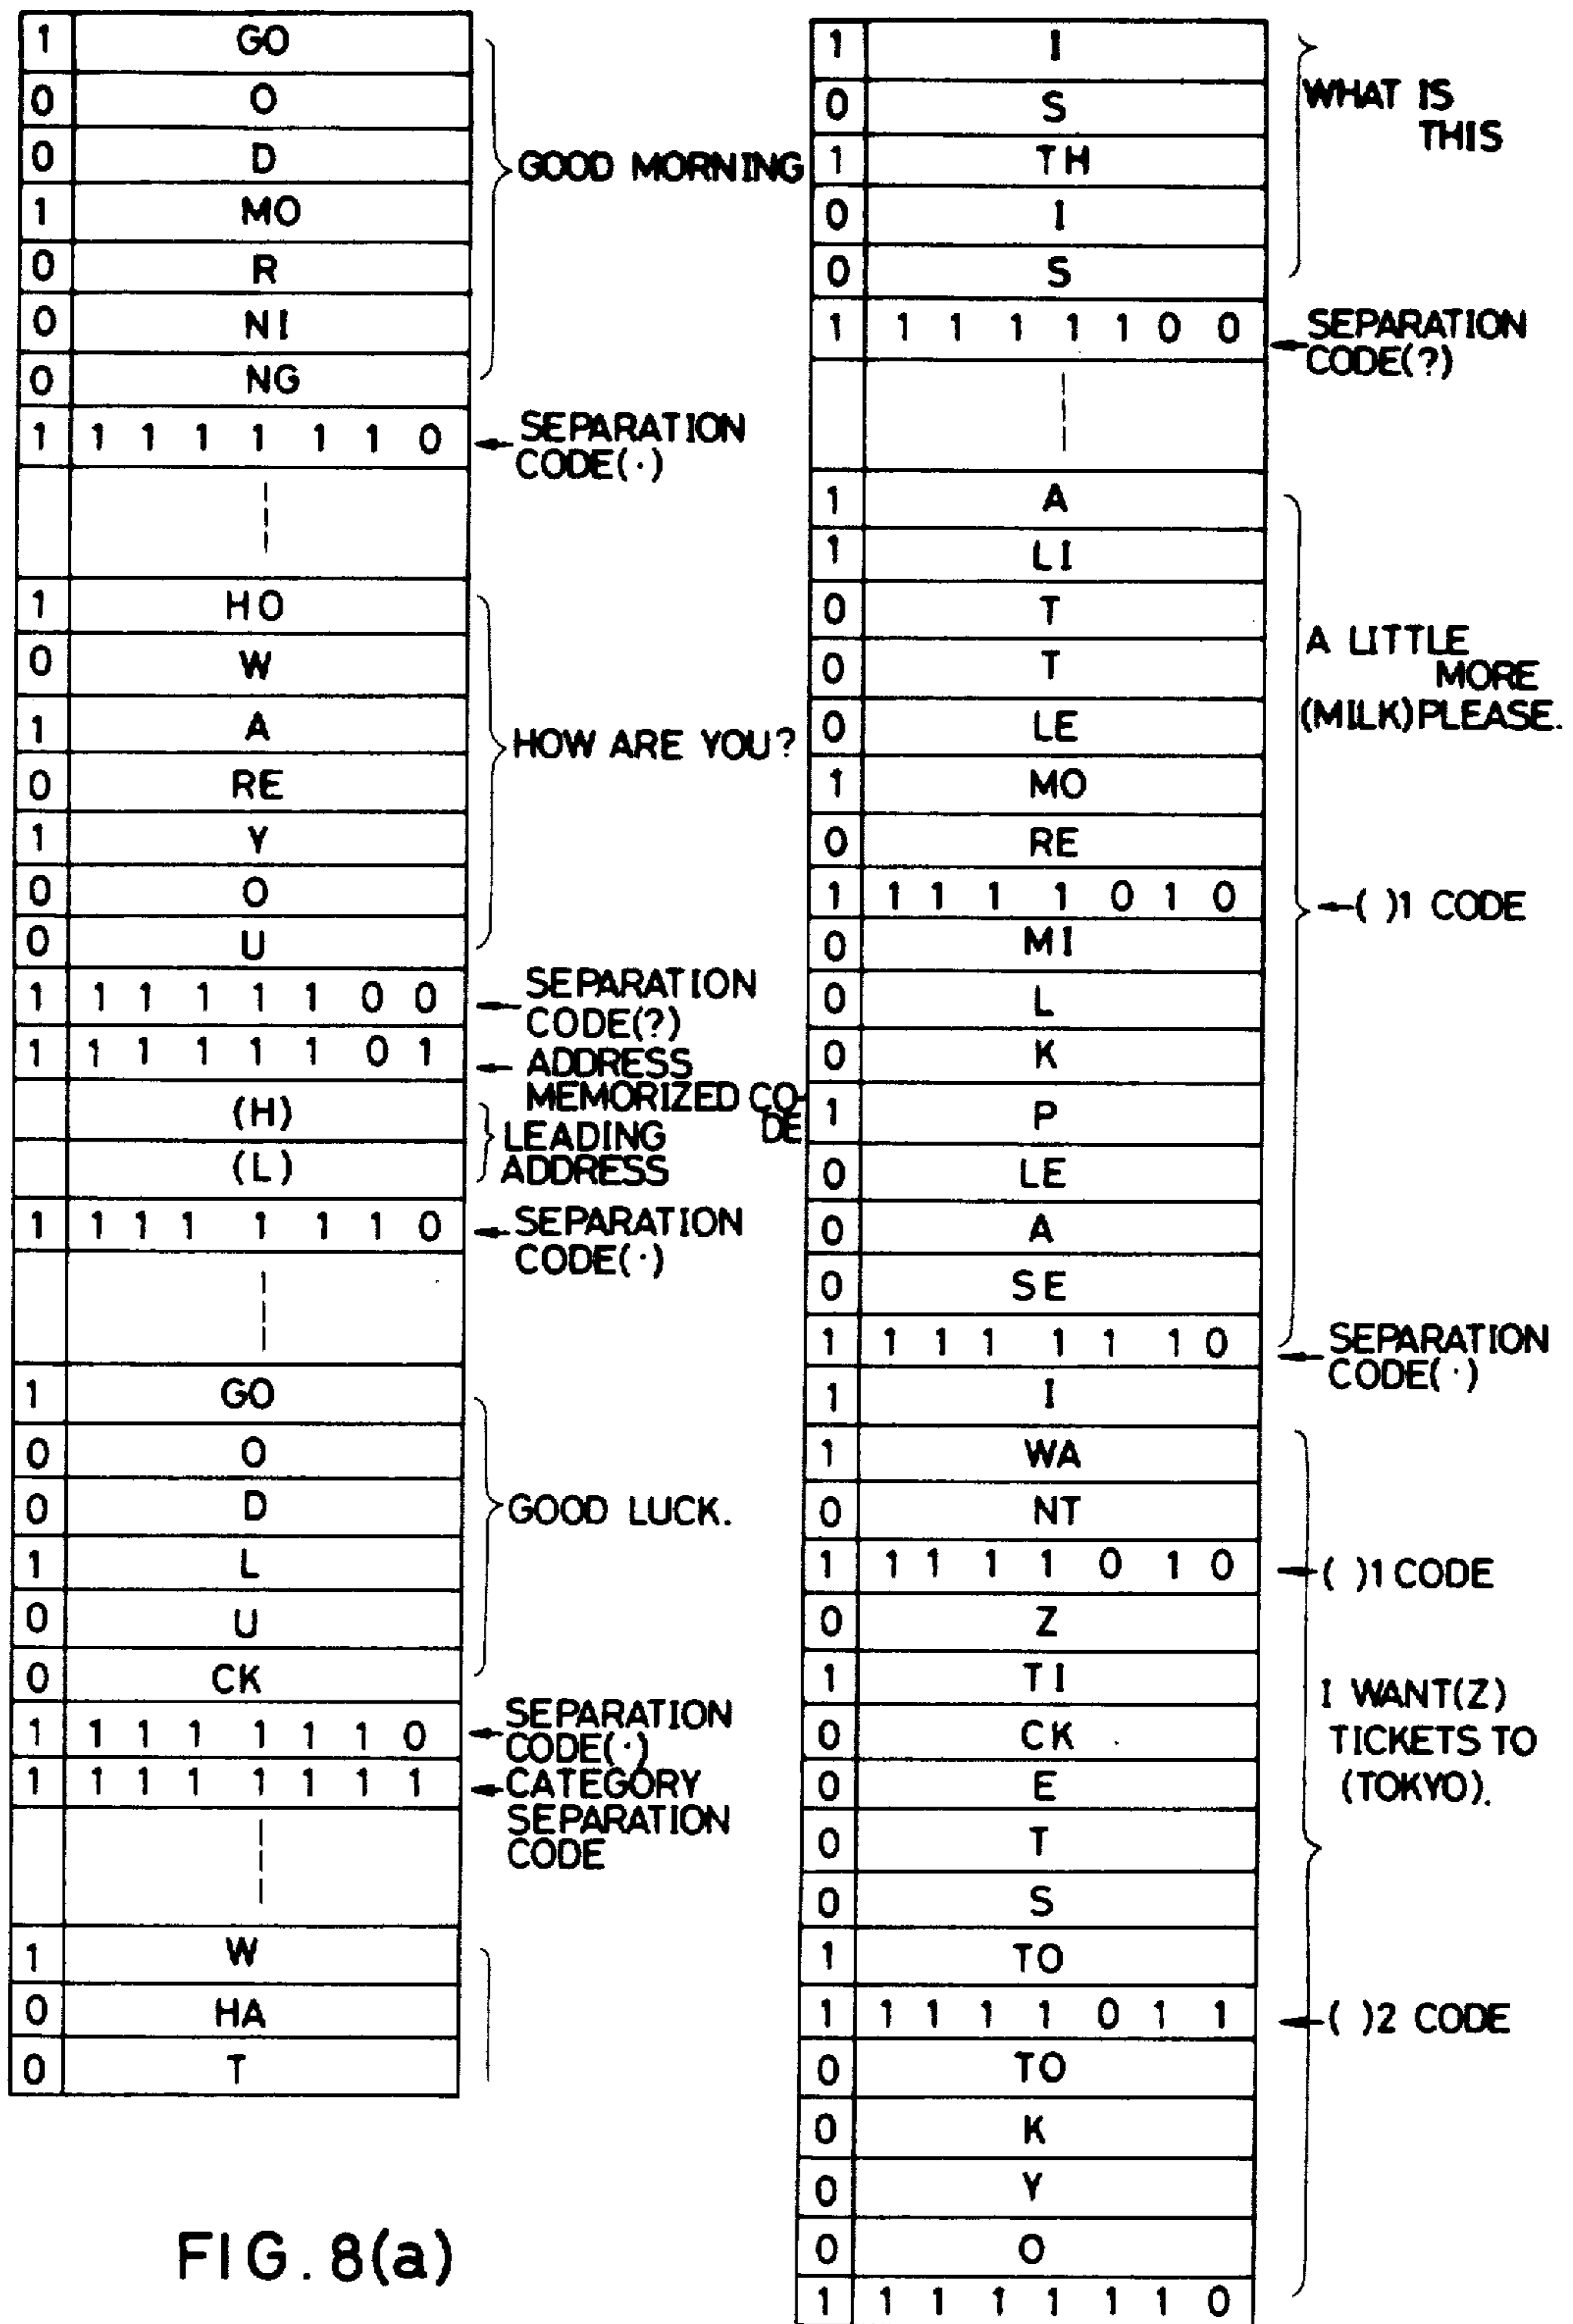 1 GO
0 O
0 D
1 MO
0 R
0 NI
0 NG
GOOD MORNING
1 1 1 1 1 1 1 0
SEPARATION
CODE(·)
1 HO
0 W
1 A
0 RE
1 Y
0 O
0 U
HOW ARE YOU?
1 1 1 1 1 1 0 0
SEPARATION
CODE(?)
1 1 1 1 1 1 0 1
ADDRESS
MEMORIZED CO-
DE
(H)
(L)
LEADING
ADDRESS
1 1 1 1 1 1 1 0
SEPARATION
CODE(·)
1 GO
0 O
0 D
1 L
0 U
0 CK
GOOD LUCK.
1 1 1 1 1 1 1 0
SEPARATION
CODE(·)
1 1 1 1 1 1 1 1
CATEGORY
SEPARATION
CODE
1 W
0 HA
0 T
FIG. 8(a)
1 I
0 S
1 TH
0 I
0 S
WHAT IS
THIS
1 1 1 1 1 1 0 0
SEPARATION
CODE(?)
1 A
1 LI
0 T
0 T
0 LE
1 MO
0 RE
A LITTLE
MORE
(MILK)PLEASE.
1 1 1 1 1 0 1 0
( )1 CODE
0 MI
0 L
0 K
1 P
0 LE
0 A
0 SE
1 1 1 1 1 1 1 0
SEPARATION
CODE(·)
1 I
1 WA
0 NT
1 1 1 1 1 0 1 0
( )1 CODE
0 Z
1 TI
0 CK
0 E
0 T
0 S
1 TO
I WANT(Z)
TICKETS TO
(TOKYO).
1 1 1 1 1 0 1 1
( )2 CODE
0 TO
0 K
0 Y
0 O
1 1 1 1 1 1 1 0